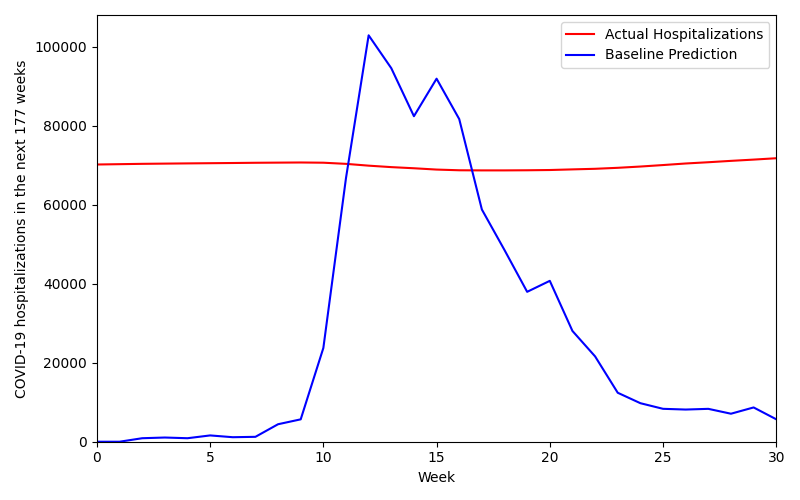 Actual Hospitalizations
Baseline Prediction
COVID-19 hospitalizations in the next 177 weeks
100000
80000
60000
40000
20000
0
0 5 10 15 20 25 30
Week